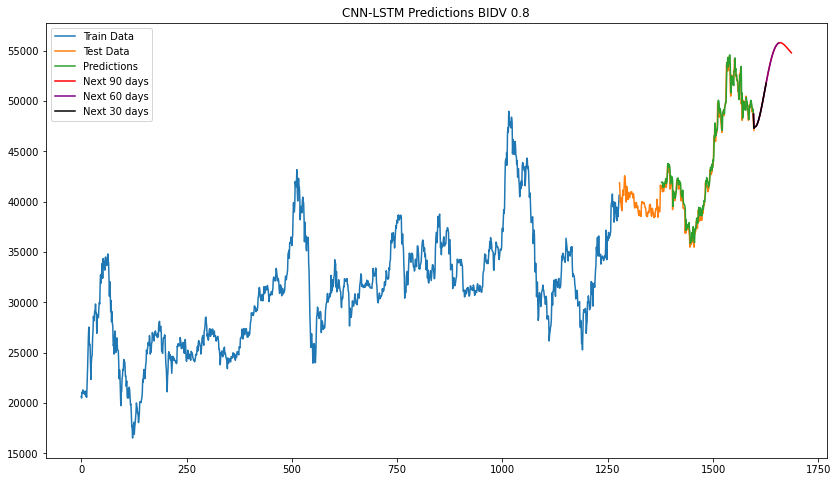 CNN-LSTM Predictions BIDV 0.8
Train Data
Test Data
Predictions
Next 90 days
Next 60 days
Next 30 days
55000
50000
45000
40000
35000
30000
25000
20000
15000
0 250 500 750 1000 1250 1500 1750